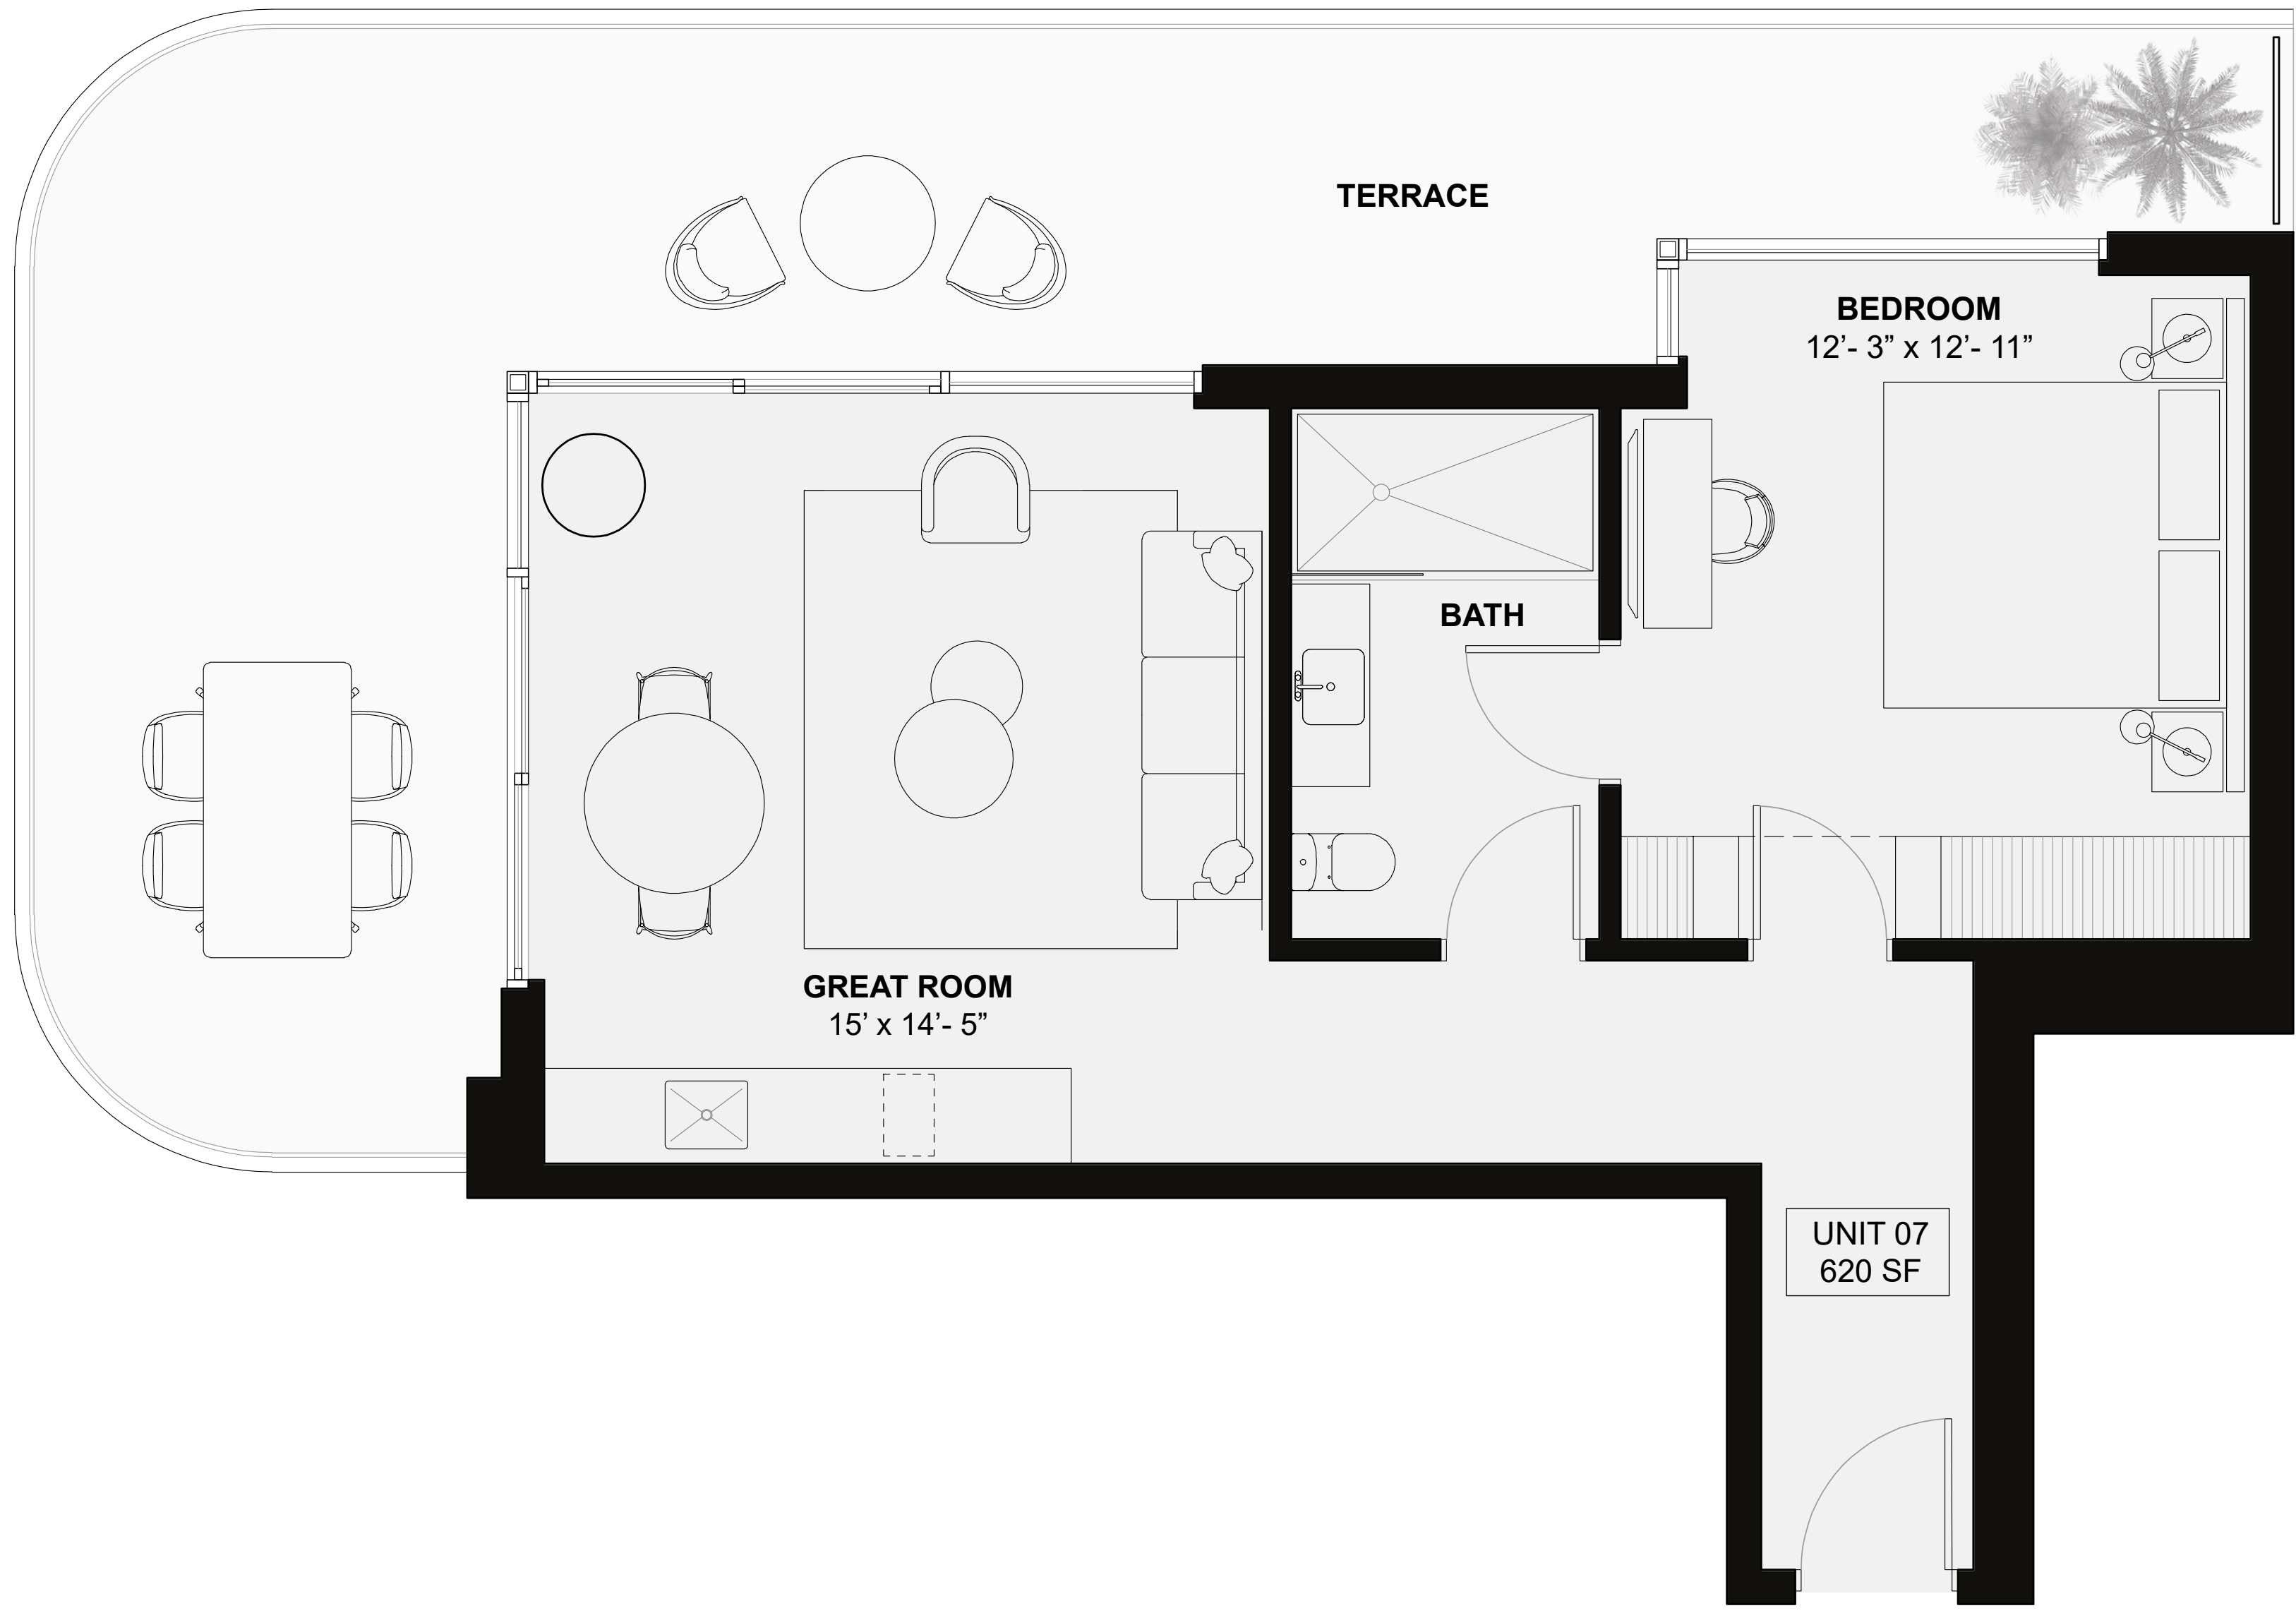 TERRACE
BEDROOM
12’- 3” x 12’- 11”
BATH
GREAT ROOM
15’ x 14’- 5”
UNIT 07
620 SF